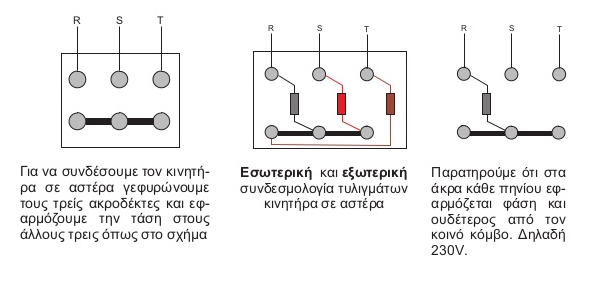 R S T
Για να συνδέσουμε τον κινητή-
ρα σε αστέρα γεφυρώνουμε
τους τρείς ακροδέκτες και εφ-
αρμόζουμε την τάση στους
άλλους τρεις όπως στο σχήμα
R S T
Εσωτερική και εξωτερική
συνδεσμολογία τυλιγμάτων
κινητήρα σε αστέρα
R S T
Παρατηρούμε ότι στα
άκρα κάθε πηνίου εφ-
αρμόζεται φάση και
ουδέτερος από τον
κοινό κόμβο. Δηλαδή
230V.